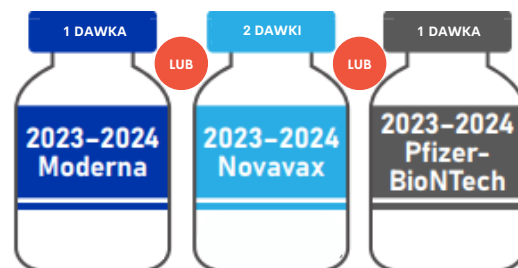 1 DAWKA
LUB
2 DAWKI
LUB
1 DAWKA
2023–2024
Moderna
2023–2024
Novavax
2023–2024
Pfizer-
BioNTech